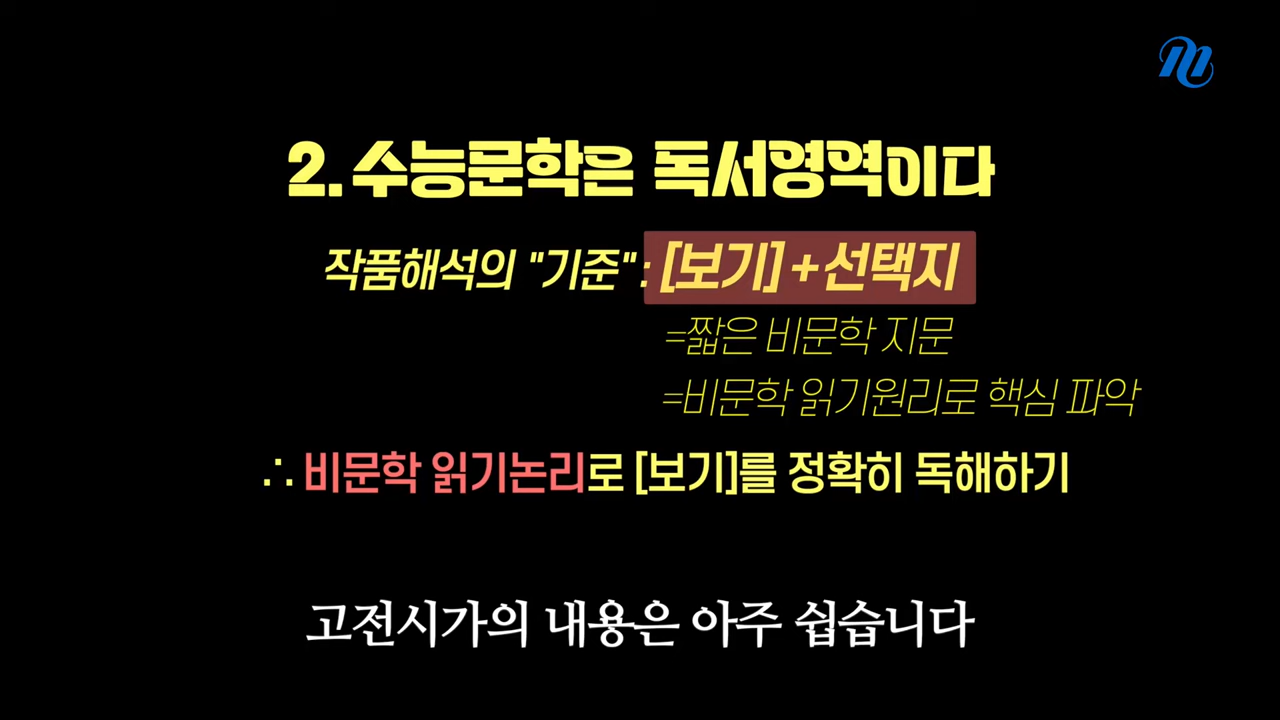 2. 수능문학은 독서영역이다
작품해석의 "기준" : [보기] + 선택지
=짧은 비문학 지문
=비문학 읽기원리로 핵심 파악
∴ 비문학 읽기논리로 [보기]를 정확히 독해하기
고전시가의 내용은 아주 쉽습니다